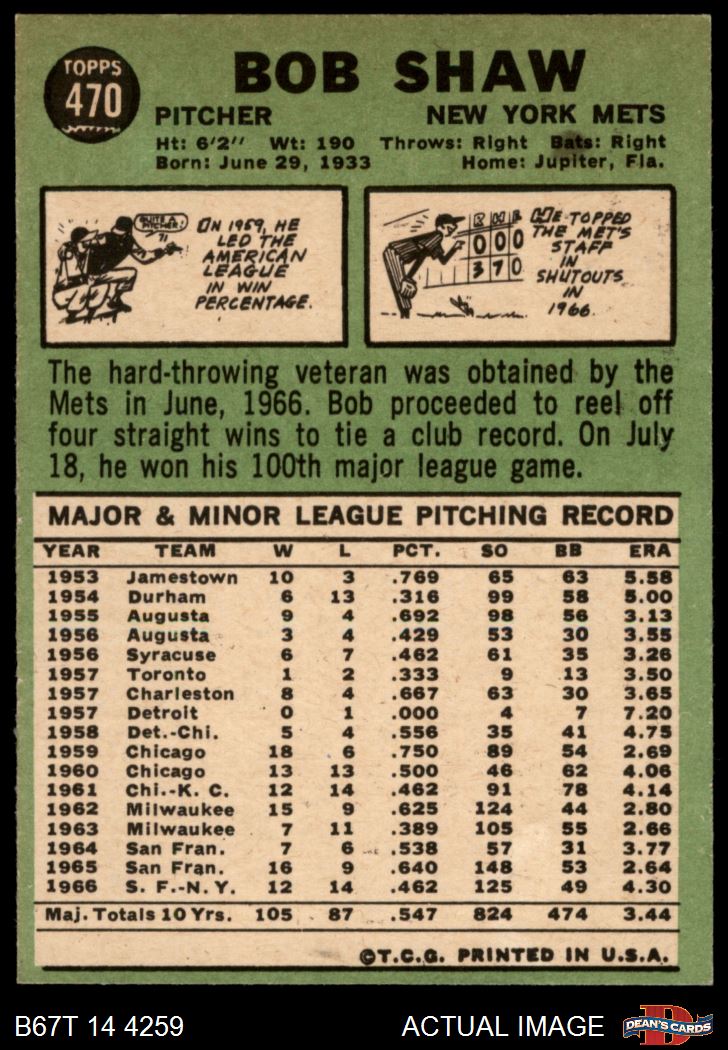 TOPPS
470
BOB SHAW
PITCHER NEW YORK METS
Ht: 6'2" Wt: 190 Throws: Right Bats: Right
Born: June 29, 1933 Home: Jupiter, Fla.
QUITE A
PITCHER!
ON 1959, HE
LED THE
AMERICAN
LEAGUE
IN WIN
PERCENTAGE.
R H E
0 0 0
3 7 0
HE TOPPED
THE MET'S
STAFF
IN
SHUTOUTS
IN
1966.
The hard-throwing veteran was obtained by the
Mets in June, 1966. Bob proceeded to reel off
four straight wins to tie a club record. On July
18, he won his 100th major league game.
MAJOR & MINOR LEAGUE PITCHING RECORD
YEAR TEAM W L PCT. SO BB ERA
1953 Jamestown 10 3 .769 65 63 5.58
1954 Durham 6 13 .316 99 58 5.00
1955 Augusta 9 4 .692 98 56 3.13
1956 Augusta 3 4 .429 53 30 3.55
1956 Syracuse 6 7 .462 61 35 3.26
1957 Toronto 1 2 .333 9 13 3.50
1957 Charleston 8 4 .667 63 30 3.65
1957 Detroit 0 1 .000 4 7 7.20
1958 Det.-Chi. 5 4 .556 35 41 4.75
1959 Chicago 18 6 .750 89 54 2.69
1960 Chicago 13 13 .500 46 62 4.06
1961 Chi.-K. C. 12 14 .462 91 78 4.14
1962 Milwaukee 15 9 .625 124 44 2.80
1963 Milwaukee 7 11 .389 105 55 2.66
1964 San Fran. 7 6 .538 57 31 3.77
1965 San Fran. 16 9 .640 148 53 2.64
1966 S. F.-N. Y. 12 14 .462 125 49 4.30
Maj. Totals 10 Yrs. 105 87 .547 824 474 3.44
©T.C.G. PRINTED IN U.S.A.
B67T 14 4259 ACTUAL IMAGE
D
DEAN'S CARDS